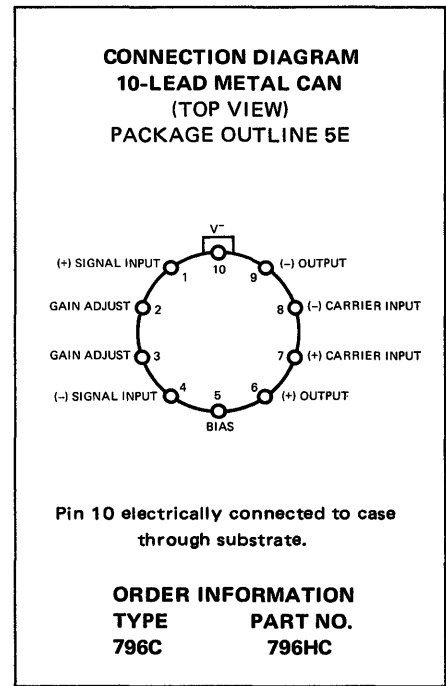 CONNECTION DIAGRAM
10-LEAD METAL CAN
(TOP VIEW)
PACKAGE OUTLINE 5E
V−
(+) SIGNAL INPUT 1 10 9 (−) OUTPUT
GAIN ADJUST 2 8 (−) CARRIER INPUT
GAIN ADJUST 3 7 (+) CARRIER INPUT
(−) SIGNAL INPUT 4 5 6 (+) OUTPUT
BIAS
Pin 10 electrically connected to case
through substrate.
ORDER INFORMATION
TYPE PART NO.
796C 796HC